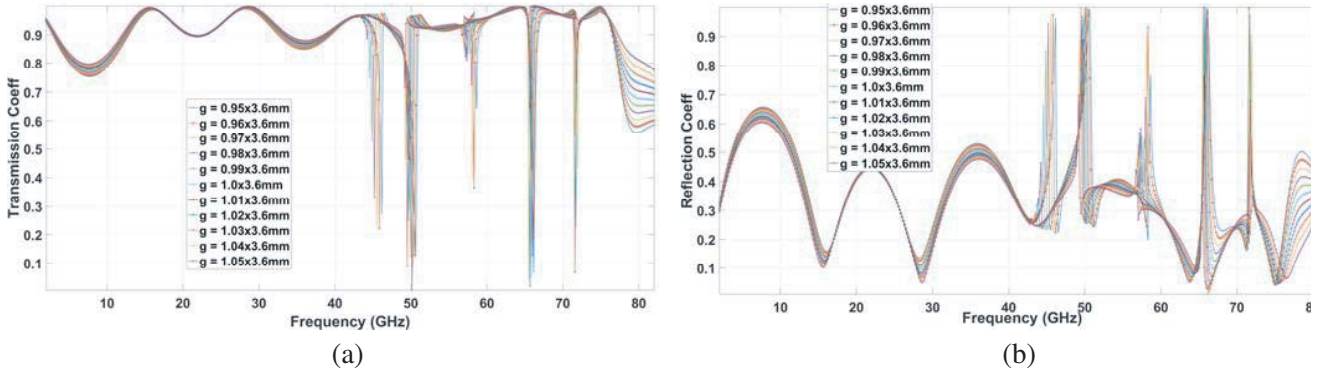 Transmission Coeff
0.9
0.8
0.7
0.6
0.5
0.4
0.3
0.2
0.1
g = 0.95x3.6mm
g = 0.96x3.6mm
g = 0.97x3.6mm
g = 0.98x3.6mm
g = 0.99x3.6mm
g = 1.0x3.6mm
g = 1.01x3.6mm
g = 1.02x3.6mm
g = 1.03x3.6mm
g = 1.04x3.6mm
g = 1.05x3.6mm
10 20 30 40 50 60 70 80
Frequency (GHz)
(a)
Reflection Coeff
0.9
0.8
0.7
0.6
0.5
0.4
0.3
0.2
0.1
g = 0.95x3.6mm
g = 0.96x3.6mm
g = 0.97x3.6mm
g = 0.98x3.6mm
g = 0.99x3.6mm
g = 1.0x3.6mm
g = 1.01x3.6mm
g = 1.02x3.6mm
g = 1.03x3.6mm
g = 1.04x3.6mm
g = 1.05x3.6mm
10 20 30 40 50 60 70 8
Frequency (GHz)
(b)